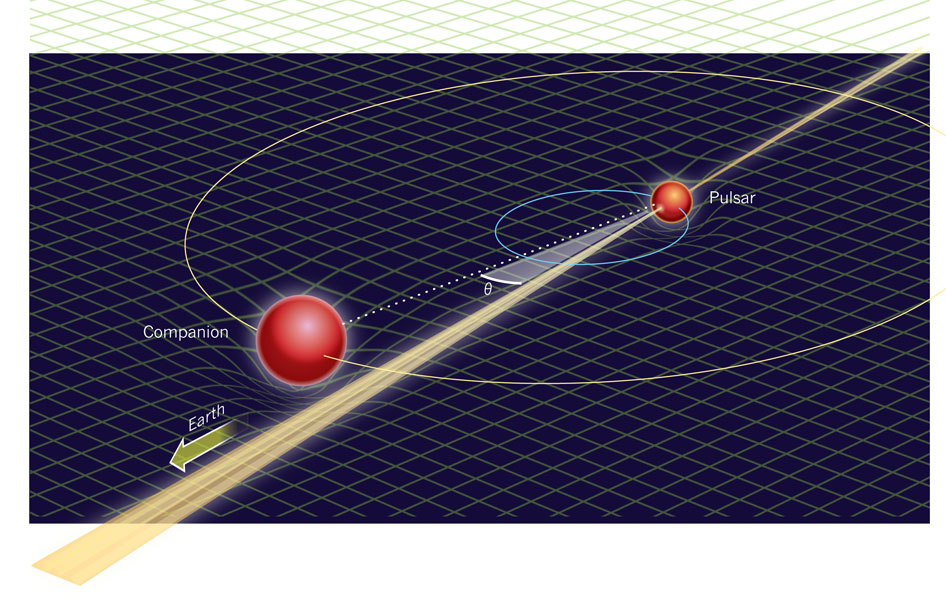 Pulsar
θ
Companion
Earth